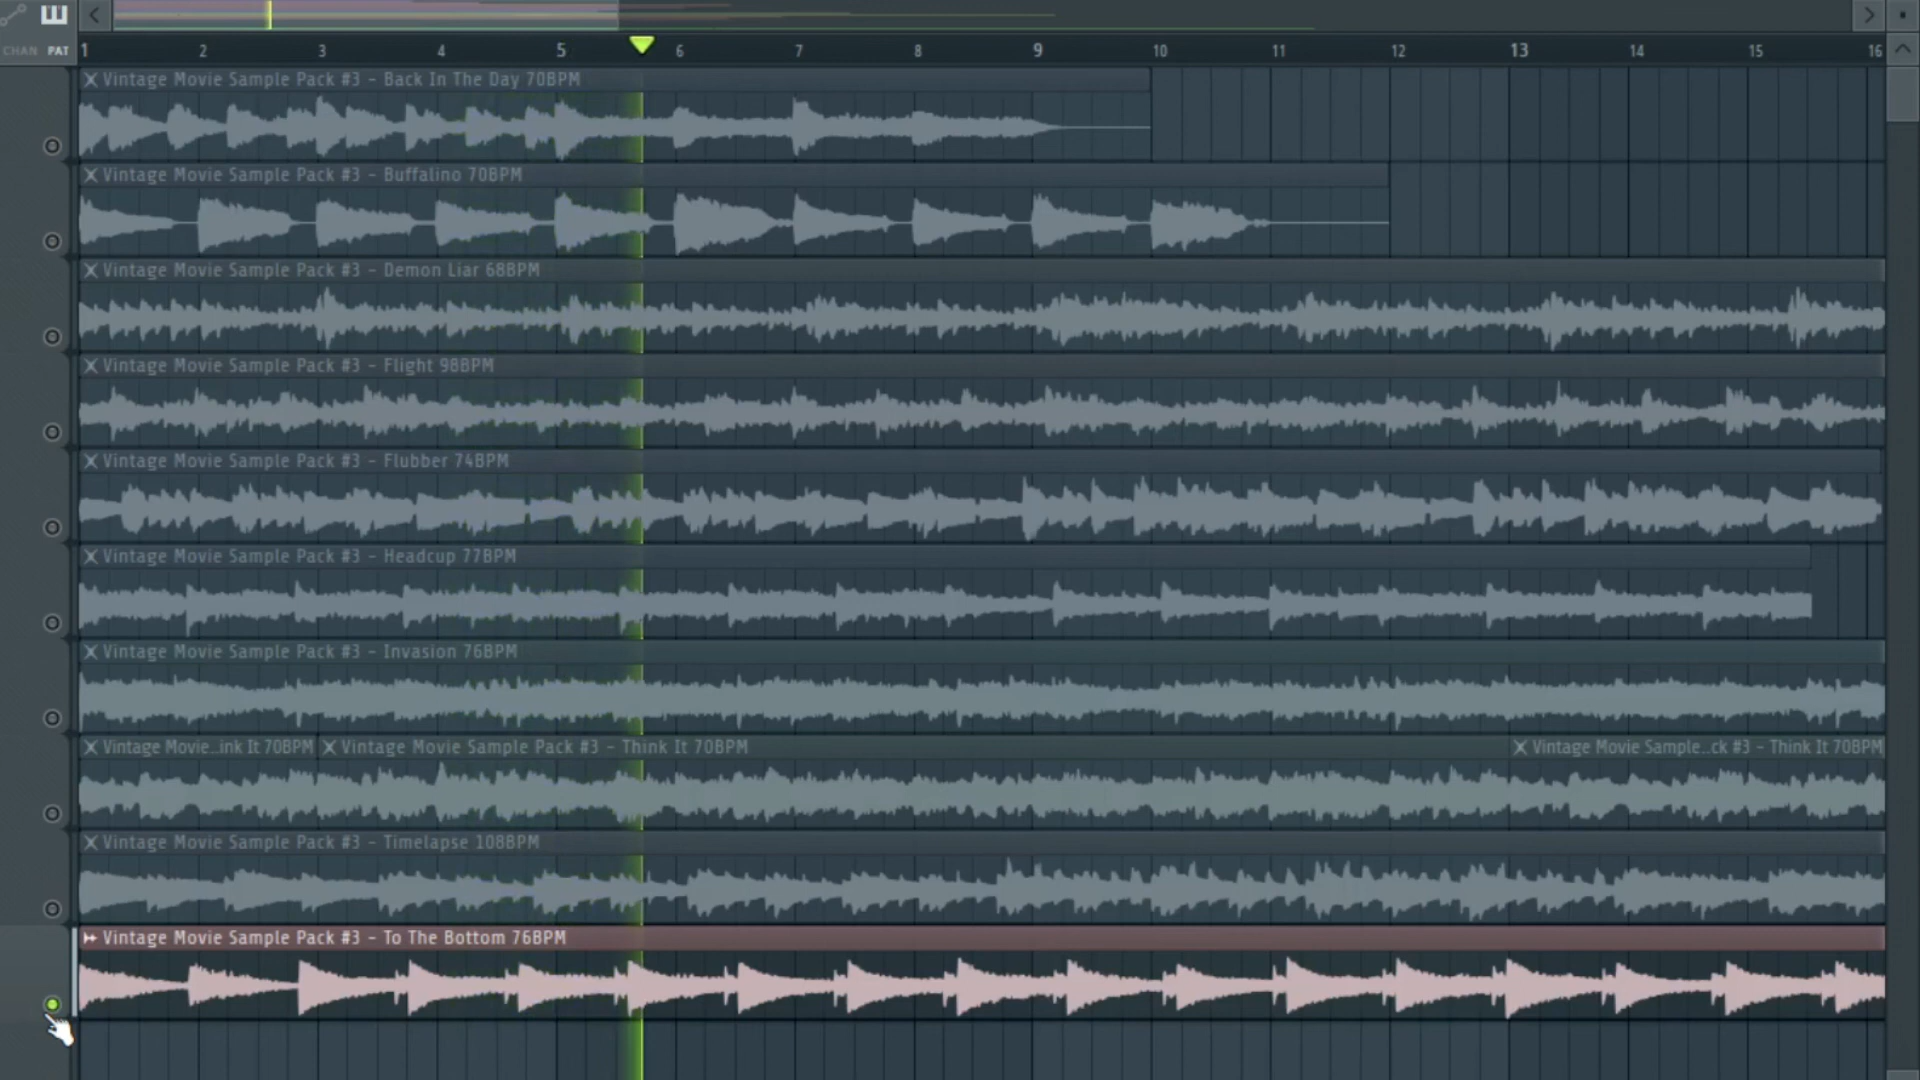 CHAN PAT 1 2 3 4 5 6 7 8 9 10 11 12 13 14 15 16
Vintage Movie Sample Pack #3 - Back In The Day 70BPM
Vintage Movie Sample Pack #3 - Buffalino 70BPM
Vintage Movie Sample Pack #3 - Demon Liar 68BPM
Vintage Movie Sample Pack #3 - Flight 98BPM
Vintage Movie Sample Pack #3 - Flubber 74BPM
Vintage Movie Sample Pack #3 - Headcup 77BPM
Vintage Movie Sample Pack #3 - Invasion 76BPM
Vintage Movie..ink It 70BPM Vintage Movie Sample Pack #3 - Think It 70BPM Vintage Movie Sample..ck #3 - Think It 70BPM
Vintage Movie Sample Pack #3 - Timelapse 108BPM
Vintage Movie Sample Pack #3 - To The Bottom 76BPM